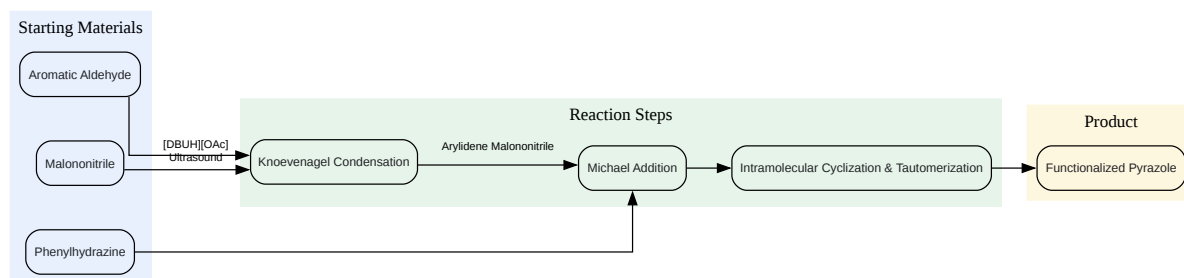 Starting Materials
Aromatic Aldehyde
Malononitrile
Phenylhydrazine
[DBUH][OAc]
Ultrasound
Reaction Steps
Knoevenagel Condensation
Arylidene Malononitrile
Michael Addition
Intramolecular Cyclization & Tautomerization
Product
Functionalized Pyrazole